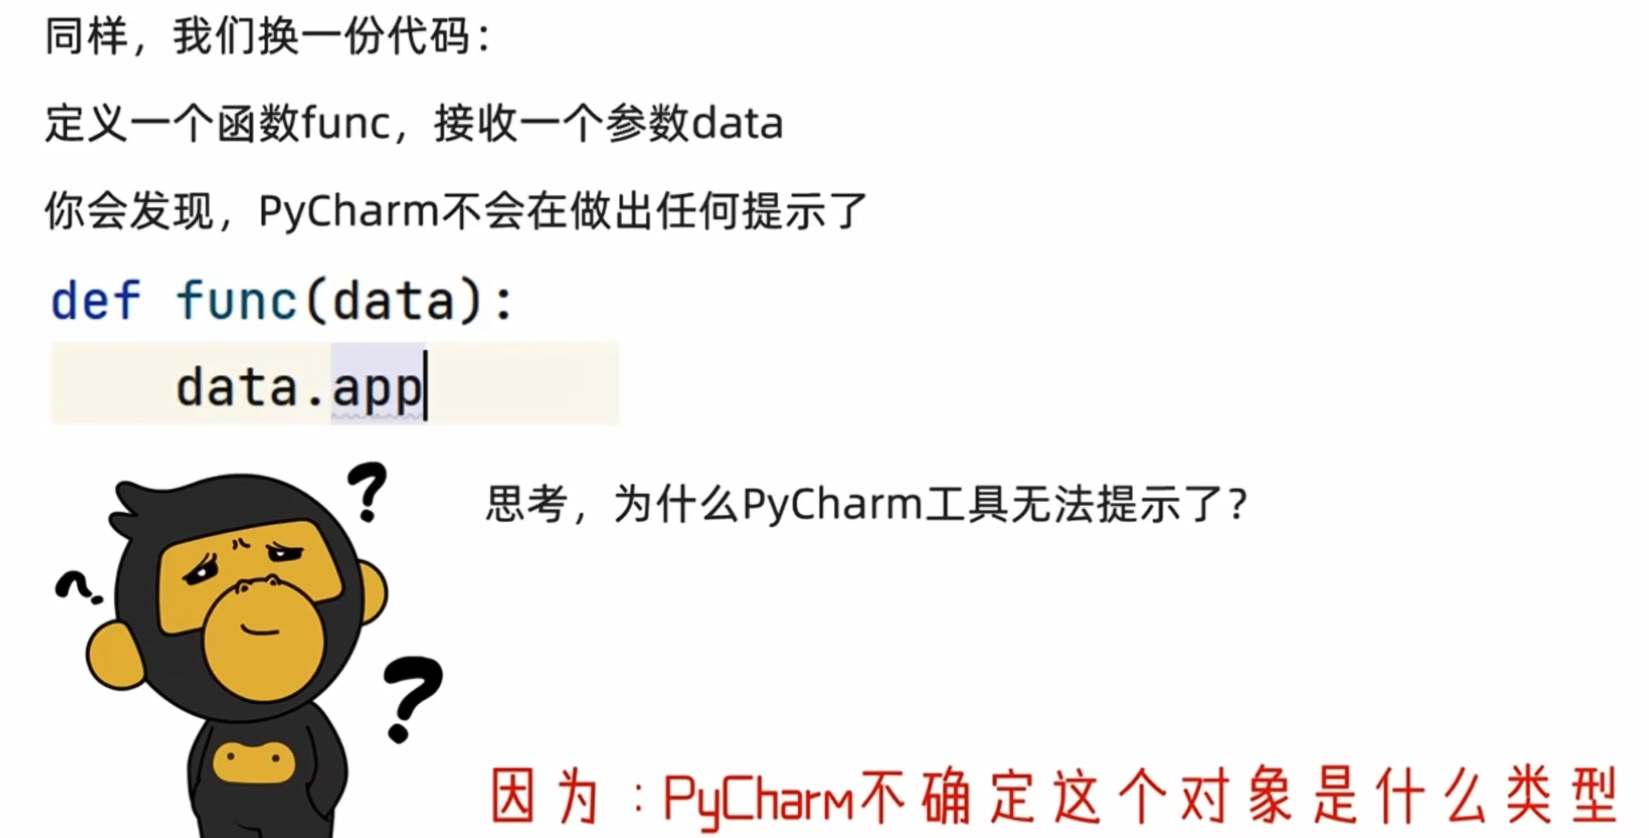 同样，我们换一份代码：
定义一个函数func，接收一个参数data
你会发现，PyCharm不会在做出任何提示了
def func(data):
    data.app
思考，为什么PyCharm工具无法提示了？
因为：PyCharm不确定这个对象是什么类型